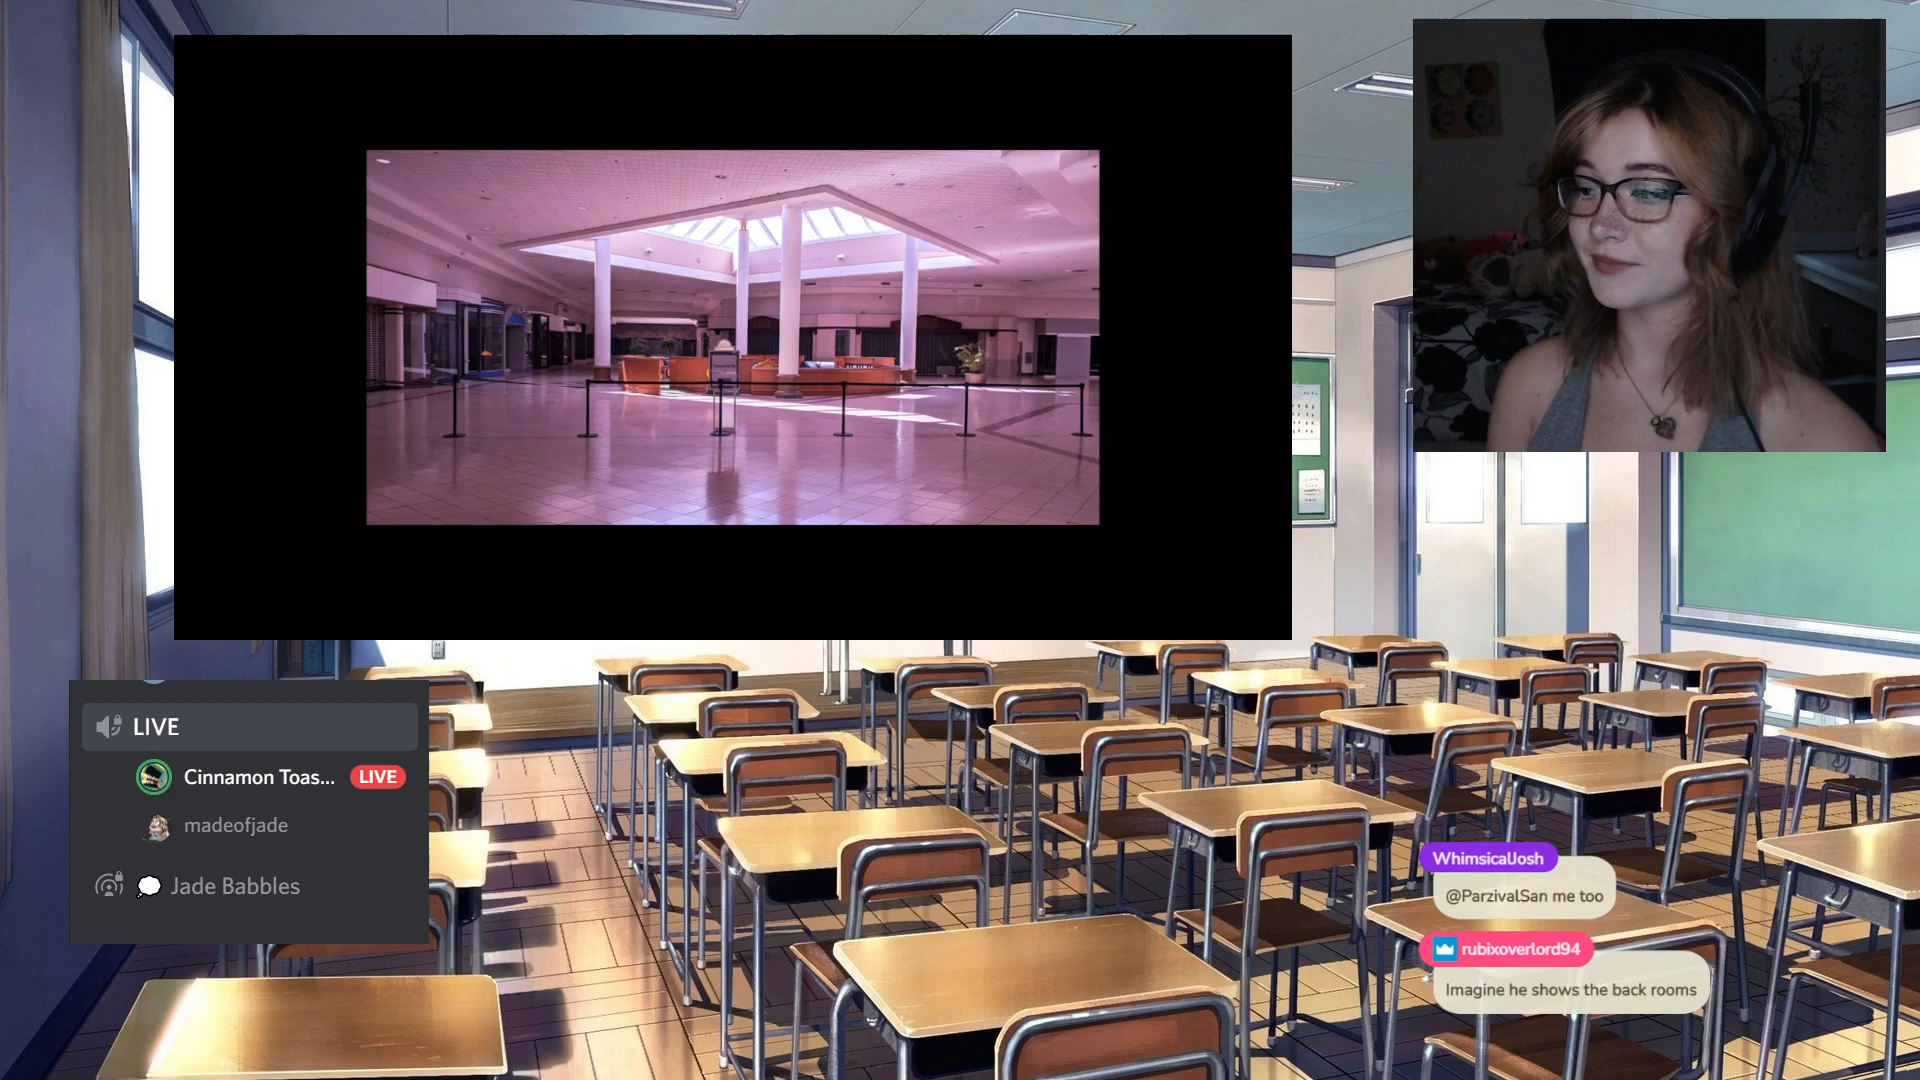 LIVE
Cinnamon Toas... LIVE
madeofjade
💭 Jade Babbles
WhimsicalJosh
@ParzivalSan me too
rubixoverlord94
Imagine he shows the back rooms